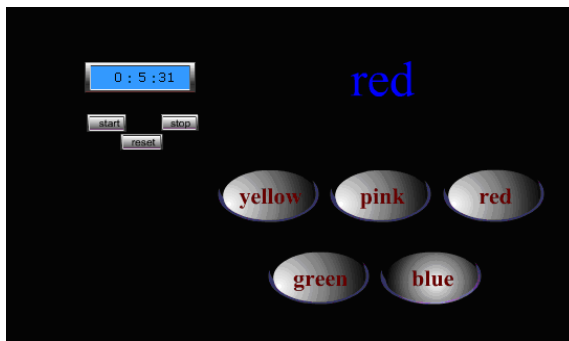 0 : 5 : 31
red
start stop
reset
yellow pink red
green blue